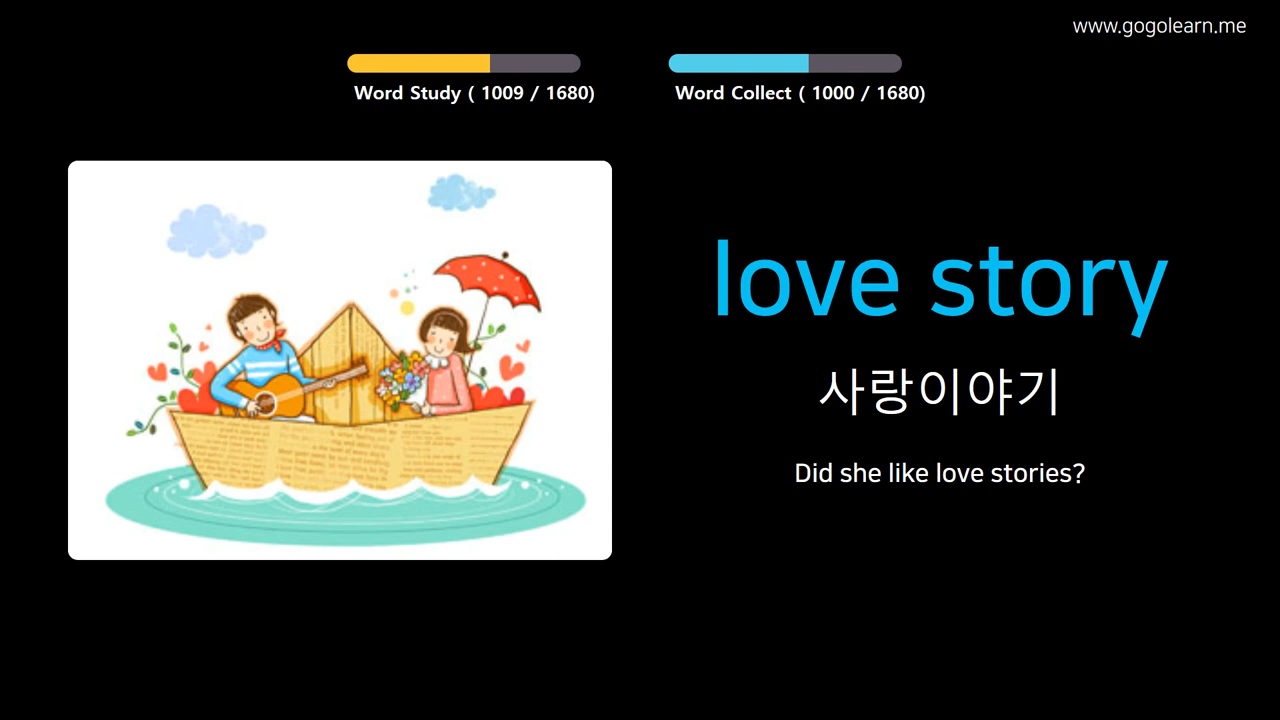 www.gogolearn.me
Word Study ( 1009 / 1680)
Word Collect ( 1000 / 1680)
love story
사랑이야기
Did she like love stories?